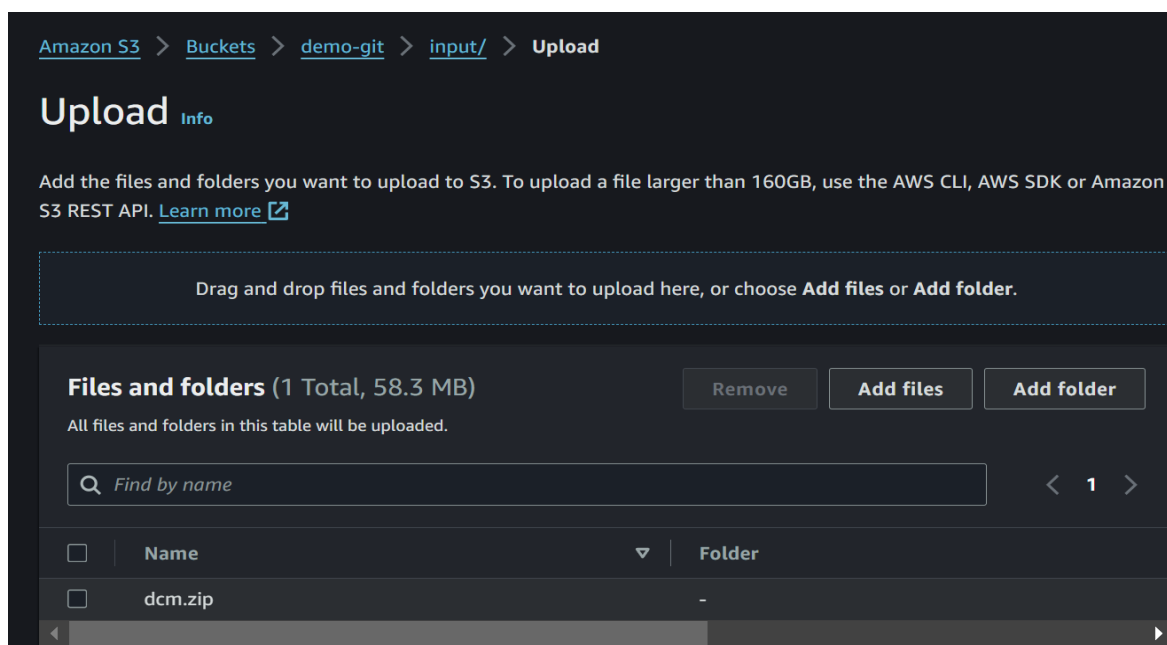 Amazon S3 > Buckets > demo-git > input/ > Upload
Upload Info
Add the files and folders you want to upload to S3. To upload a file larger than 160GB, use the AWS CLI, AWS SDK or Amazon
S3 REST API. Learn more
Drag and drop files and folders you want to upload here, or choose Add files or Add folder.
Files and folders (1 Total, 58.3 MB) Remove Add files Add folder
All files and folders in this table will be uploaded.
Find by name < 1 >
Name Folder
dcm.zip -